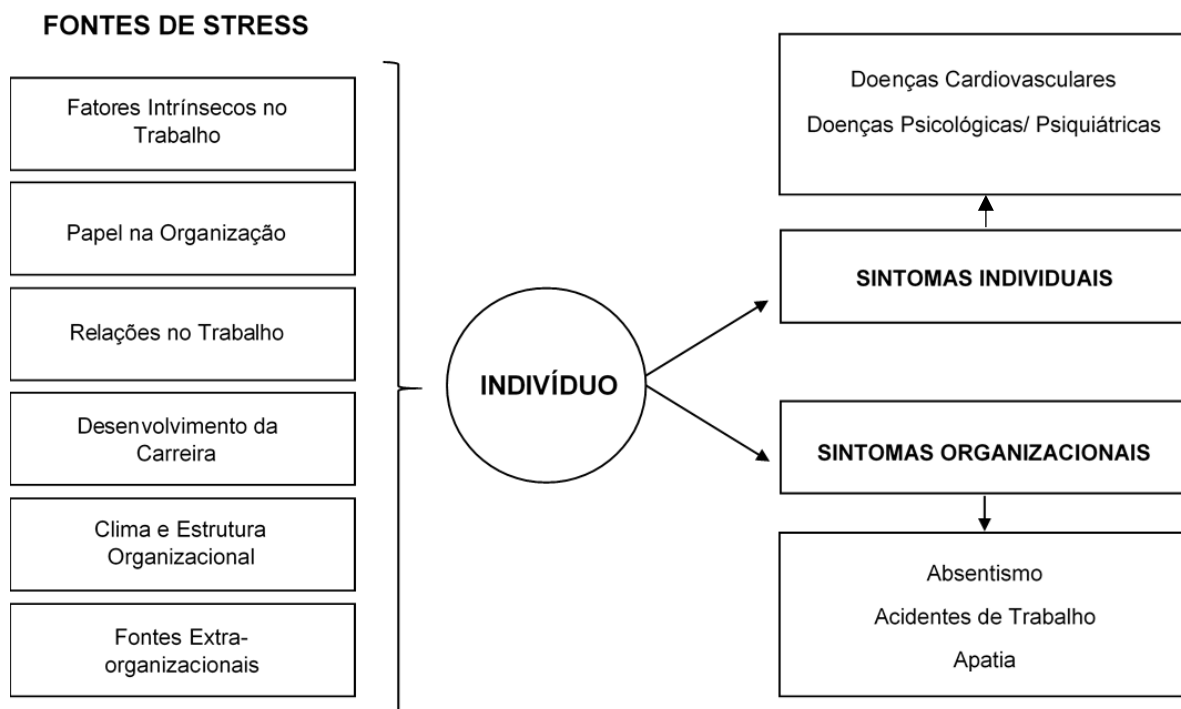 FONTES DE STRESS
Fatores Intrínsecos no
Trabalho
Papel na Organização
Relações no Trabalho
Desenvolvimento da
Carreira
Clima e Estrutura
Organizacional
Fontes Extra-
organizacionais
INDIVÍDUO
Doenças Cardiovasculares
Doenças Psicológicas/ Psiquiátricas
SINTOMAS INDIVIDUAIS
SINTOMAS ORGANIZACIONAIS
Absentismo
Acidentes de Trabalho
Apatia